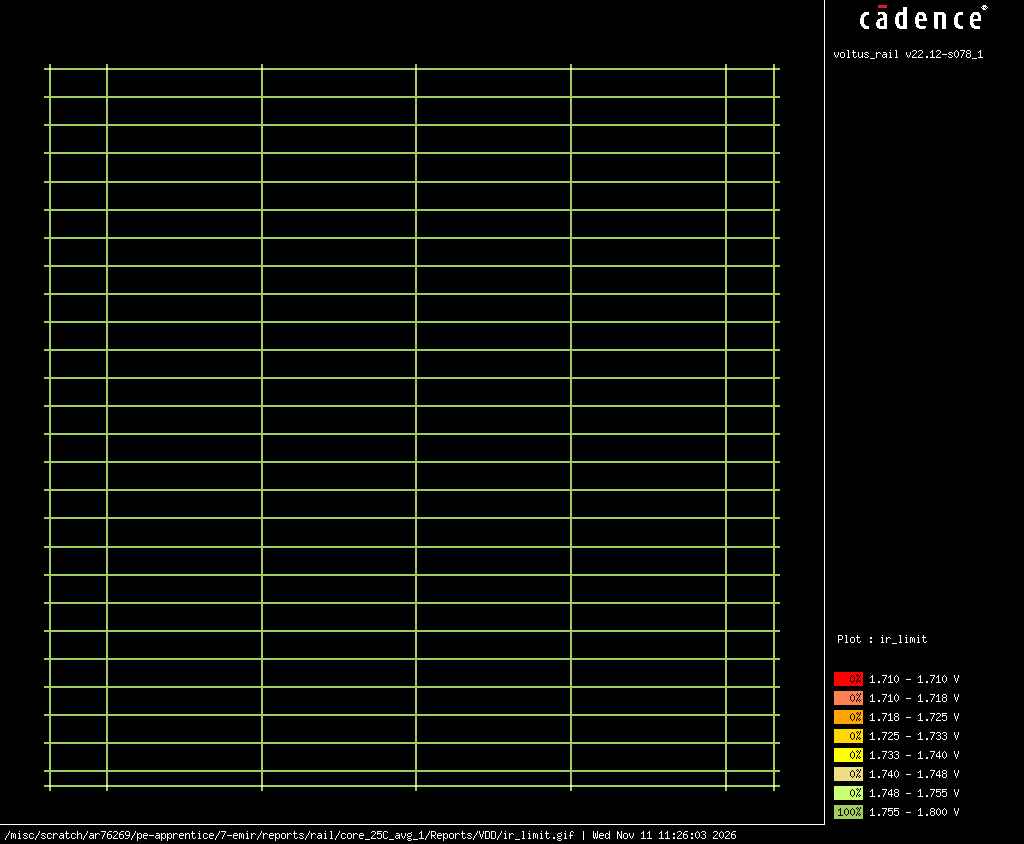 cādence®
voltus_rail v22.12-s078_1
Plot : ir_limit
0% 1.710 - 1.710 V
0% 1.710 - 1.718 V
0% 1.718 - 1.725 V
0% 1.725 - 1.733 V
0% 1.733 - 1.740 V
0% 1.740 - 1.748 V
0% 1.748 - 1.755 V
100% 1.755 - 1.800 V
/misc/scratch/ar76269/pe-apprentice/7-emir/reports/rail/core_25C_avg_1/Reports/VDD/ir_limit.gif | Wed Nov 11 11:26:03 2026